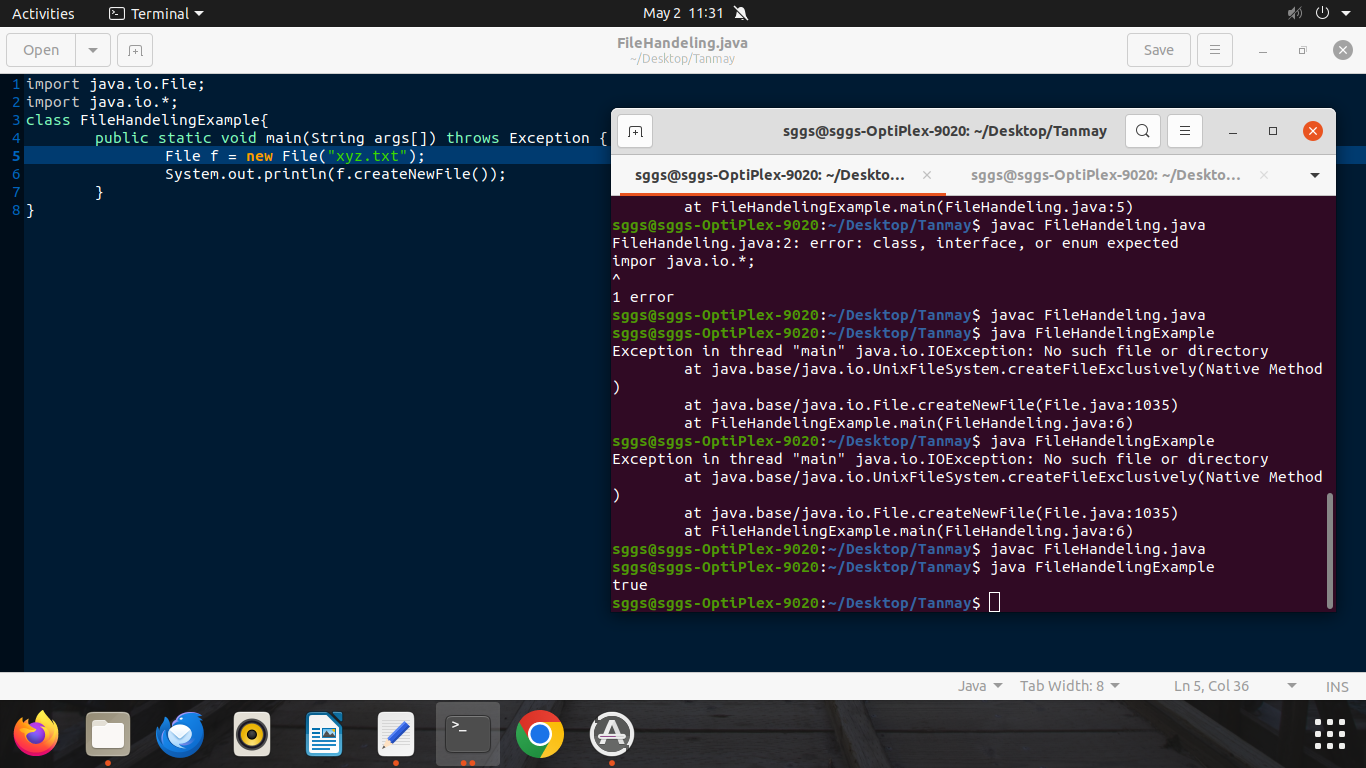 Activities
Terminal
May 2 11:31
Open
FileHandeling.java
~/Desktop/Tanmay
Save
1 import java.io.File;
2 import java.io.*;
3 class FileHandelingExample{
4 public static void main(String args[]) throws Exception {
5 File f = new File("xyz.txt");
6 System.out.println(f.createNewFile());
7 }
8 }
sggs@sggs-OptiPlex-9020: ~/Desktop/Tanmay
sggs@sggs-OptiPlex-9020: ~/Deskto... ×
sggs@sggs-OptiPlex-9020: ~/Deskto... ×
at FileHandelingExample.main(FileHandeling.java:5)
sggs@sggs-OptiPlex-9020:~/Desktop/Tanmay$ javac FileHandeling.java
FileHandeling.java:2: error: class, interface, or enum expected
impor java.io.*;
^
1 error
sggs@sggs-OptiPlex-9020:~/Desktop/Tanmay$ javac FileHandeling.java
sggs@sggs-OptiPlex-9020:~/Desktop/Tanmay$ java FileHandelingExample
Exception in thread "main" java.io.IOException: No such file or directory
at java.base/java.io.UnixFileSystem.createFileExclusively(Native Method
)
at java.base/java.io.File.createNewFile(File.java:1035)
at FileHandelingExample.main(FileHandeling.java:6)
sggs@sggs-OptiPlex-9020:~/Desktop/Tanmay$ java FileHandelingExample
Exception in thread "main" java.io.IOException: No such file or directory
at java.base/java.io.UnixFileSystem.createFileExclusively(Native Method
)
at java.base/java.io.File.createNewFile(File.java:1035)
at FileHandelingExample.main(FileHandeling.java:6)
sggs@sggs-OptiPlex-9020:~/Desktop/Tanmay$ javac FileHandeling.java
sggs@sggs-OptiPlex-9020:~/Desktop/Tanmay$ java FileHandelingExample
true
sggs@sggs-OptiPlex-9020:~/Desktop/Tanmay$
Java
Tab Width: 8
Ln 5, Col 36
INS
>_